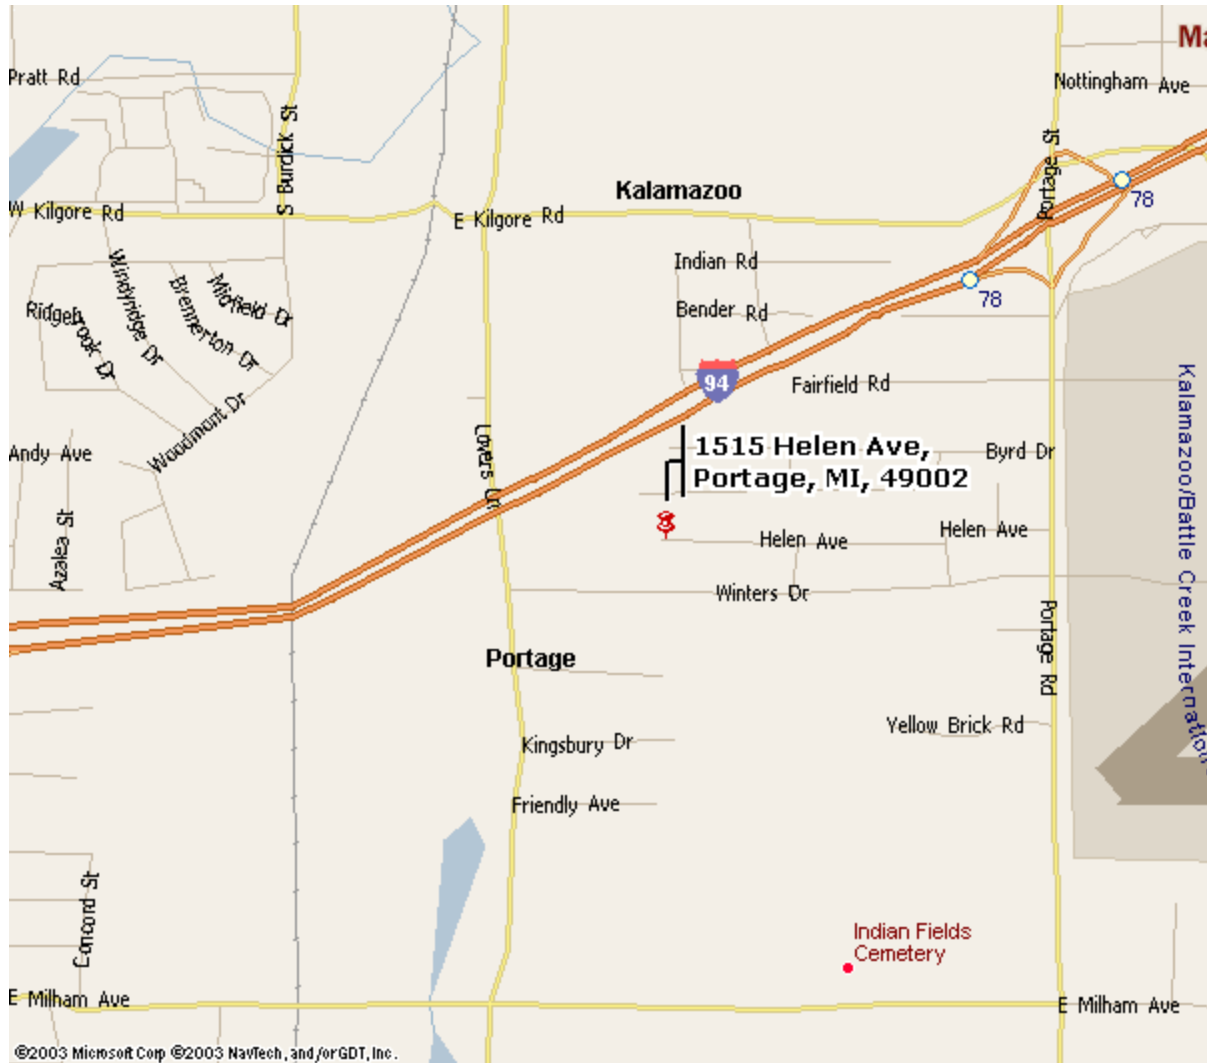 Ma
Pratt Rd
Nottingham Ave
S Burdick St
Portage St
78
Kalamazoo
W Kilgore Rd
E Kilgore Rd
Indian Rd
78
Windyridge Dr
Brennerton Dr
Midfield Dr
Ridgebrook Dr
Bender Rd
94
Fairfield Rd
Woodmont Dr
Kalamazoo/Battle Creek International
Andy Ave
Lovers Ln
1515 Helen Ave,
Portage, MI, 49002
Byrd Dr
Azalea St
Helen Ave
Helen Ave
Winters Dr
Portage Rd
Portage
Yellow Brick Rd
Kingsbury Dr
Friendly Ave
Concord St
Indian Fields
Cemetery
E Milham Ave
E Milham Ave
©2003 Microsoft Corp ©2003 NavTech, and/or GDT, Inc.